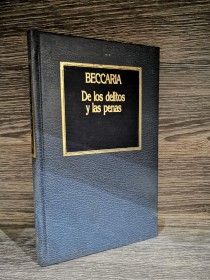 BECCARIA
De los delitos
y las penas